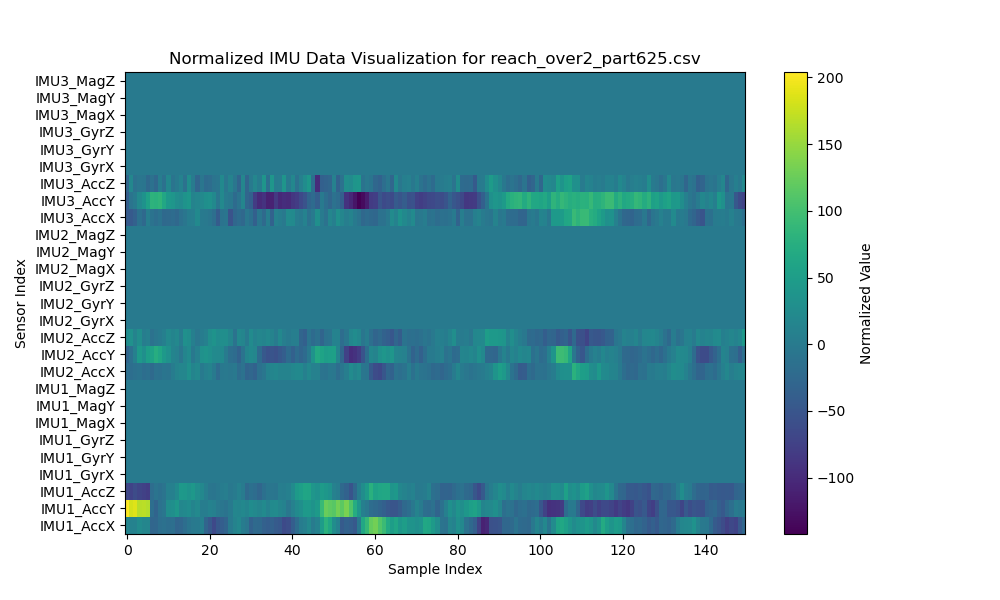 Normalized IMU Data Visualization for reach_over2_part625.csv
IMU3_MagZ
IMU3_MagY
IMU3_MagX
IMU3_GyrZ
IMU3_GyrY
IMU3_GyrX
IMU3_AccZ
IMU3_AccY
IMU3_AccX
IMU2_MagZ
IMU2_MagY
IMU2_MagX
IMU2_GyrZ
IMU2_GyrY
IMU2_GyrX
IMU2_AccZ
IMU2_AccY
IMU2_AccX
IMU1_MagZ
IMU1_MagY
IMU1_MagX
IMU1_GyrZ
IMU1_GyrY
IMU1_GyrX
IMU1_AccZ
IMU1_AccY
IMU1_AccX
Sensor Index
0 20 40 60 80 100 120 140
Sample Index
200
150
100
50
0
−50
−100
Normalized Value